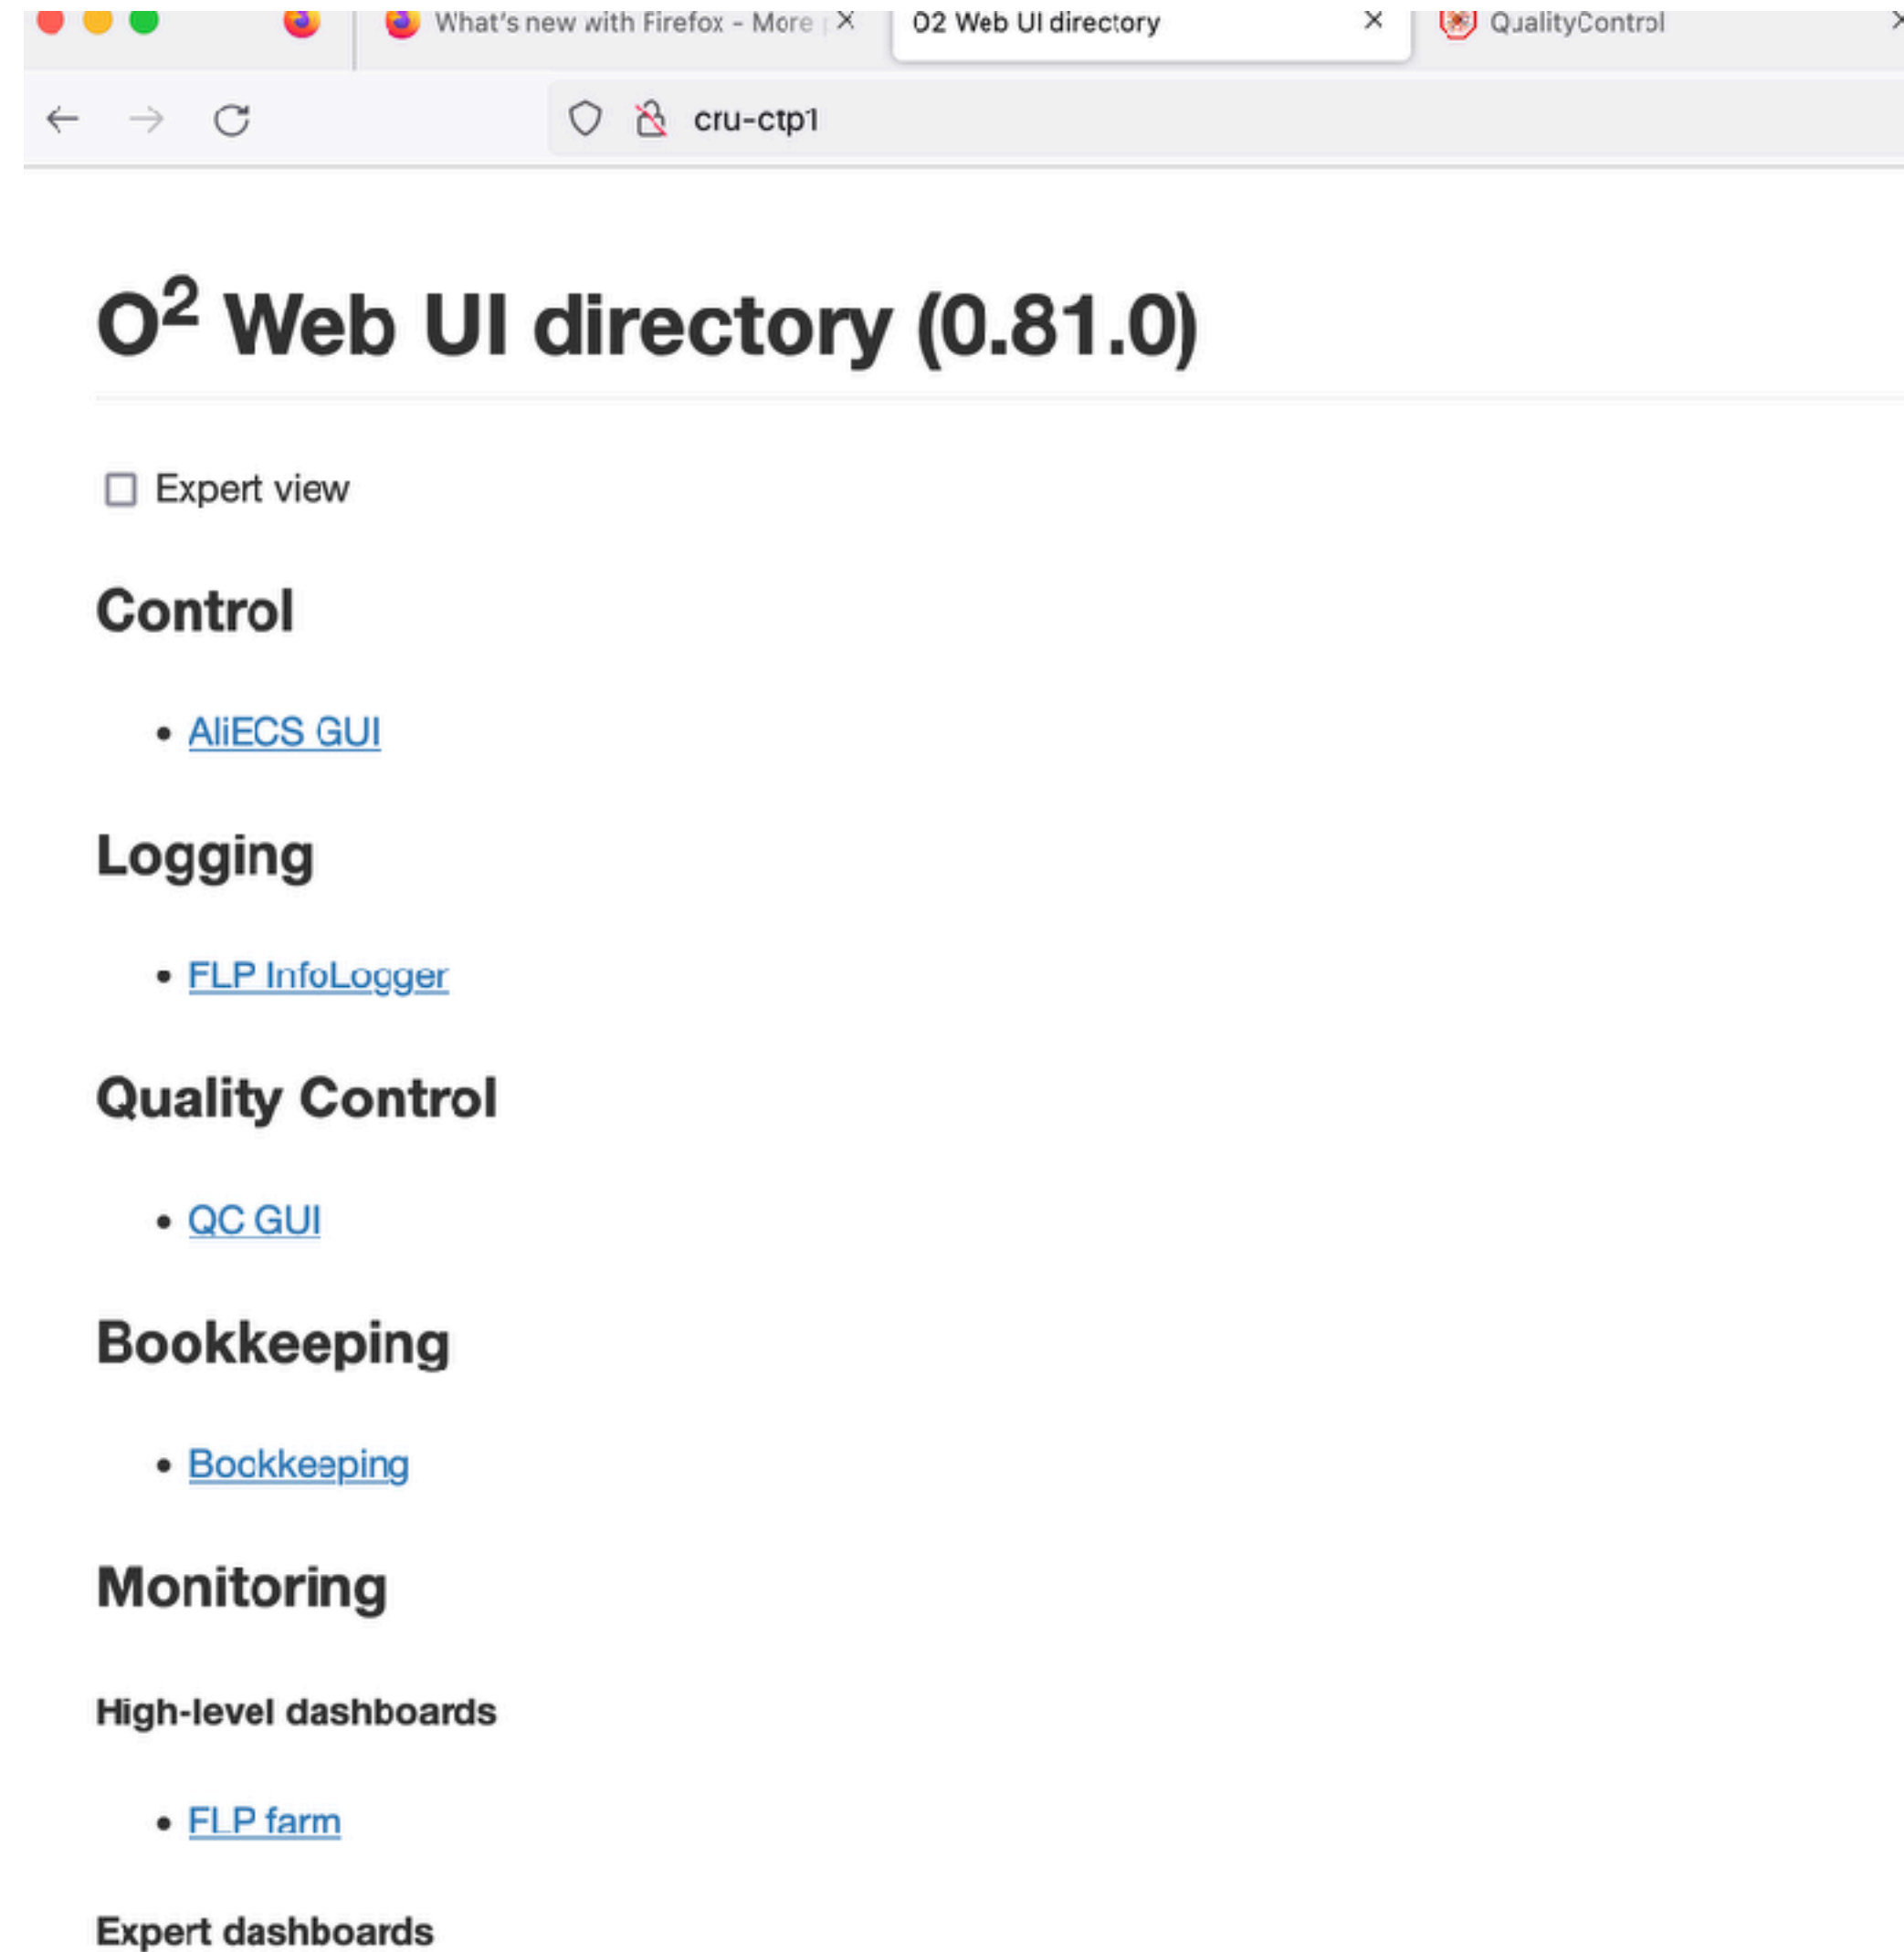 What's new with Firefox - More
O2 Web UI directory
QualityControl
cru-ctp1
O² Web UI directory (0.81.0)
Expert view
Control
AliECS GUI
Logging
FLP InfoLogger
Quality Control
QC GUI
Bookkeeping
Bookkeeping
Monitoring
High-level dashboards
FLP farm
Expert dashboards